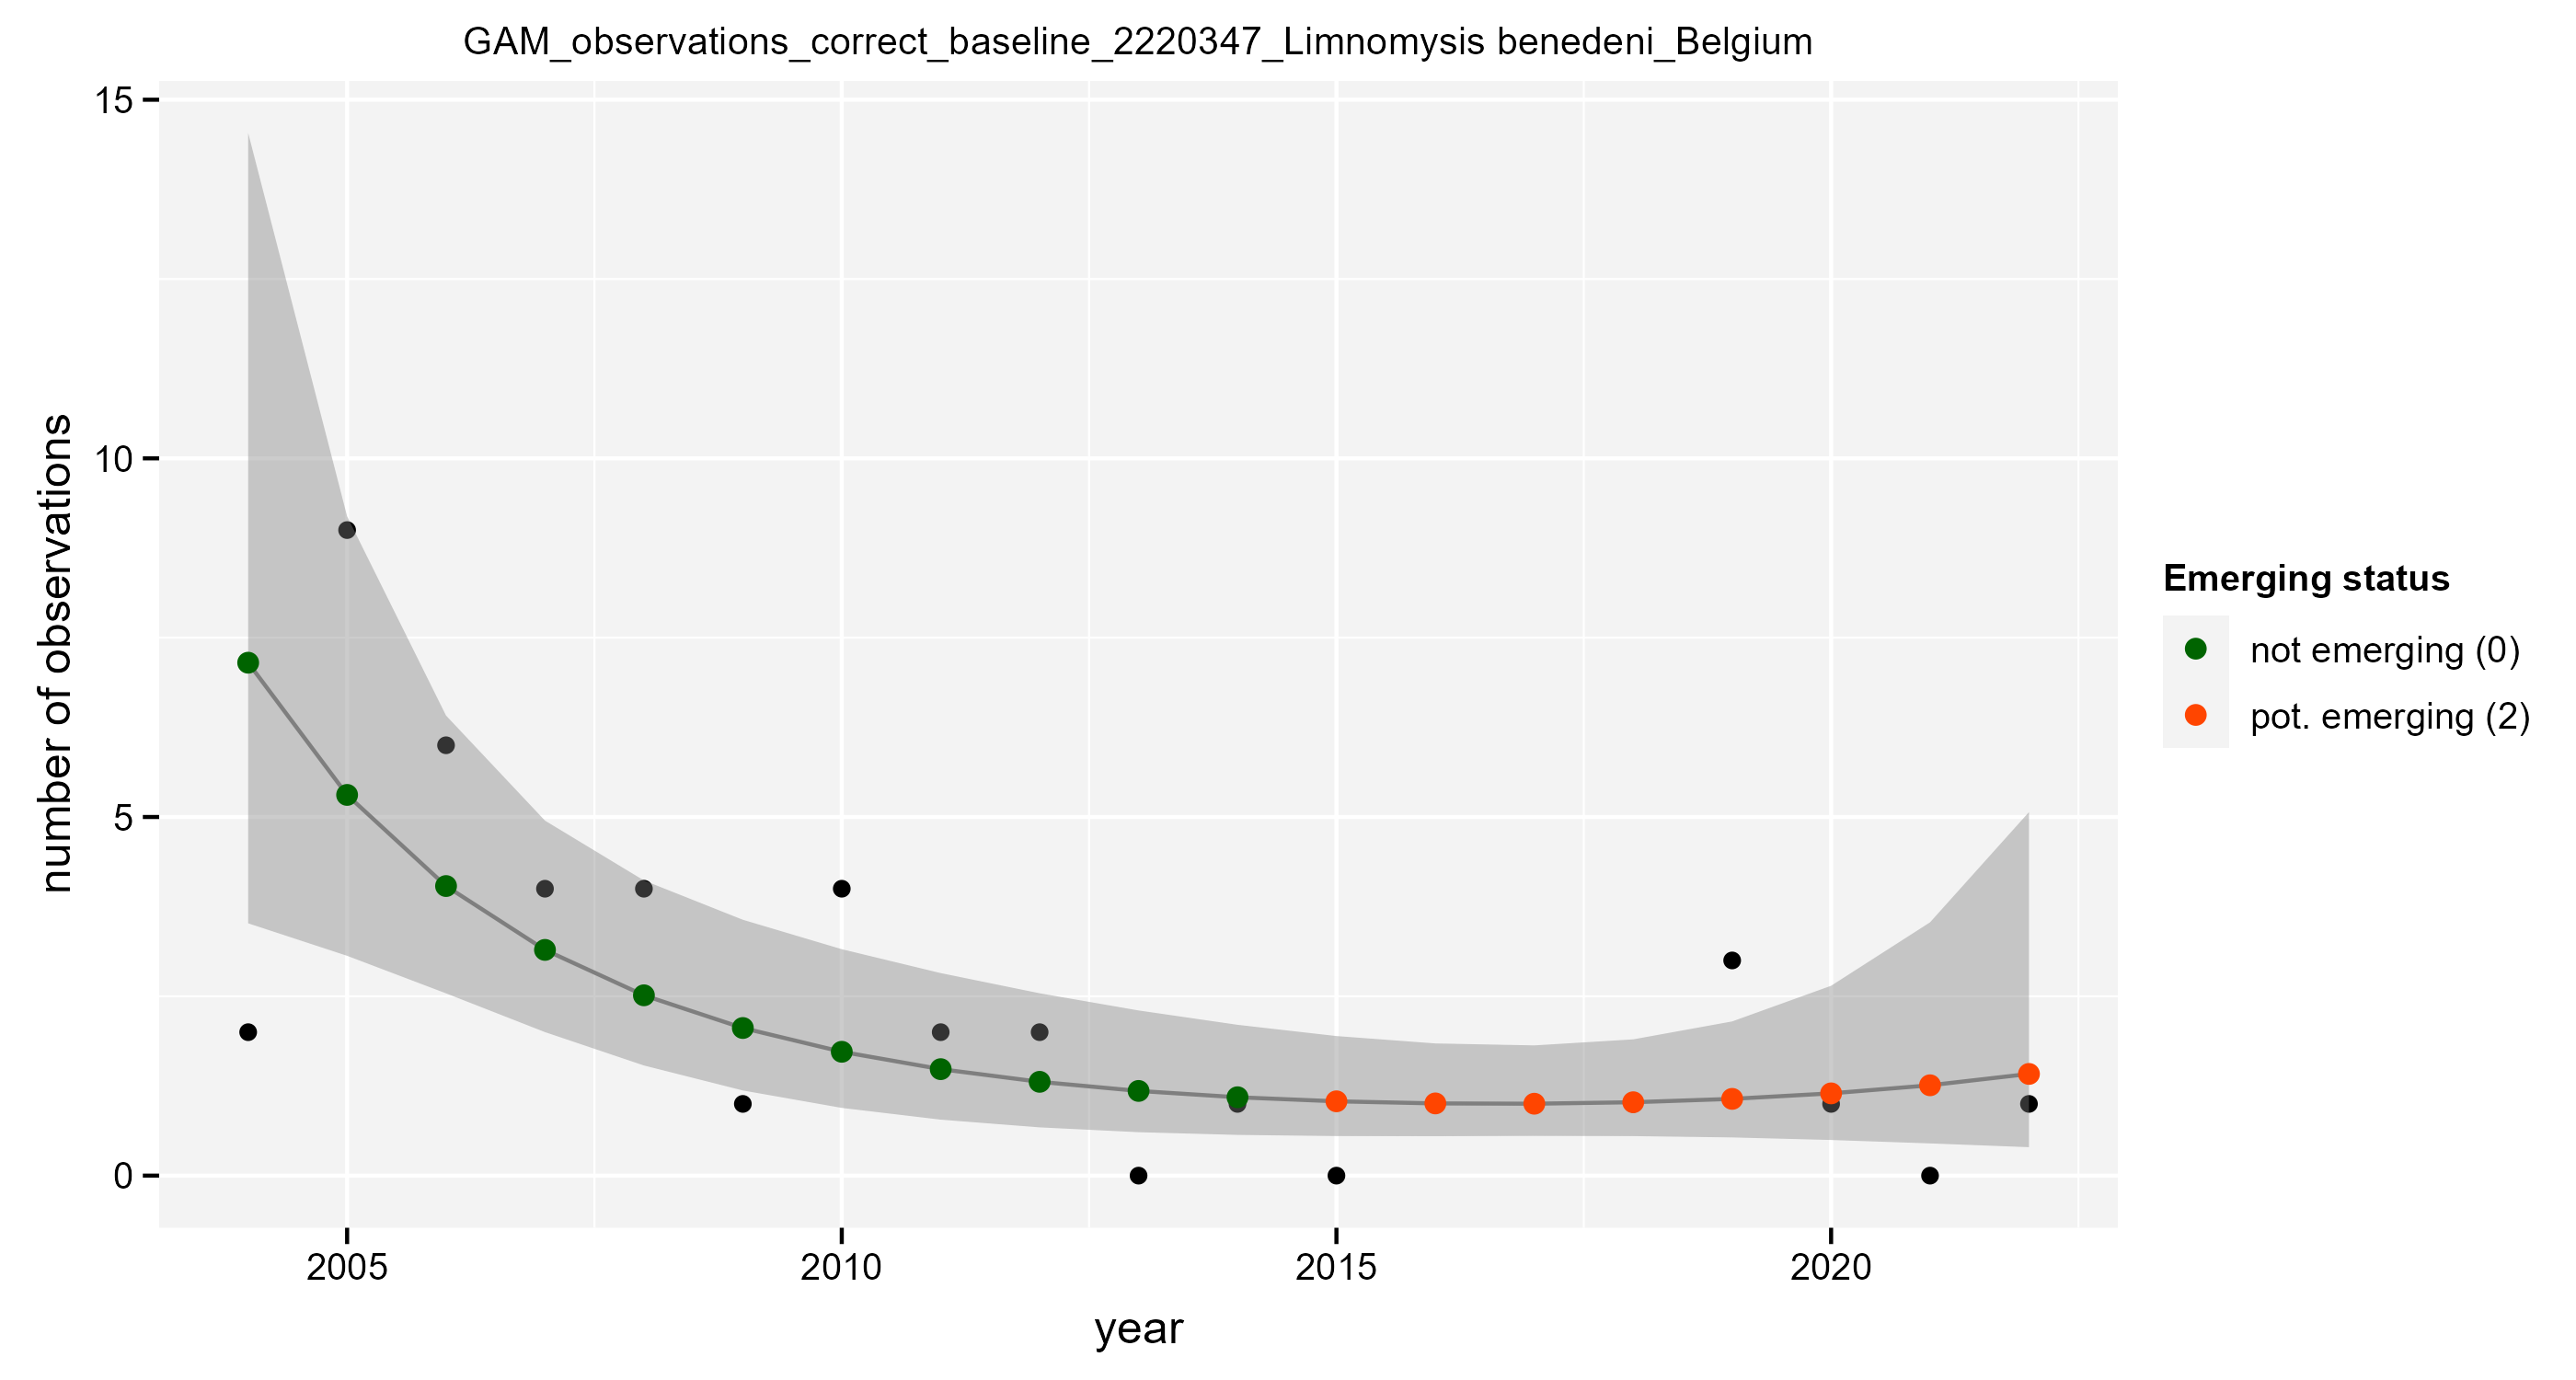 GAM_observations_correct_baseline_2220347_Limnomysis benedeni_Belgium
15
10
5
0
number of observations
2005
2010
2015
2020
year
Emerging status
not emerging (0)
pot. emerging (2)